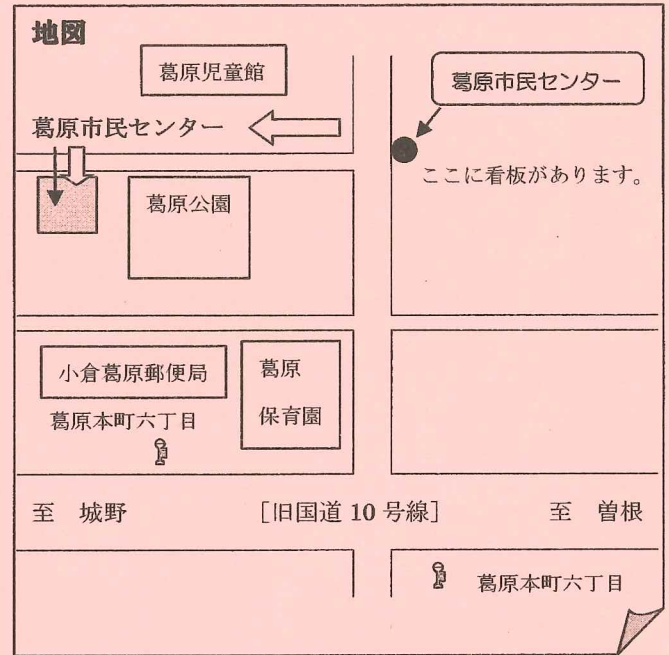 地図
葛原児童館
葛原市民センター
葛原市民センター
ここに看板があります。
葛原公園
小倉葛原郵便局
葛原
保育園
葛原本町六丁目
至 城野
[旧国道 10 号線]
至 曽根
葛原本町六丁目